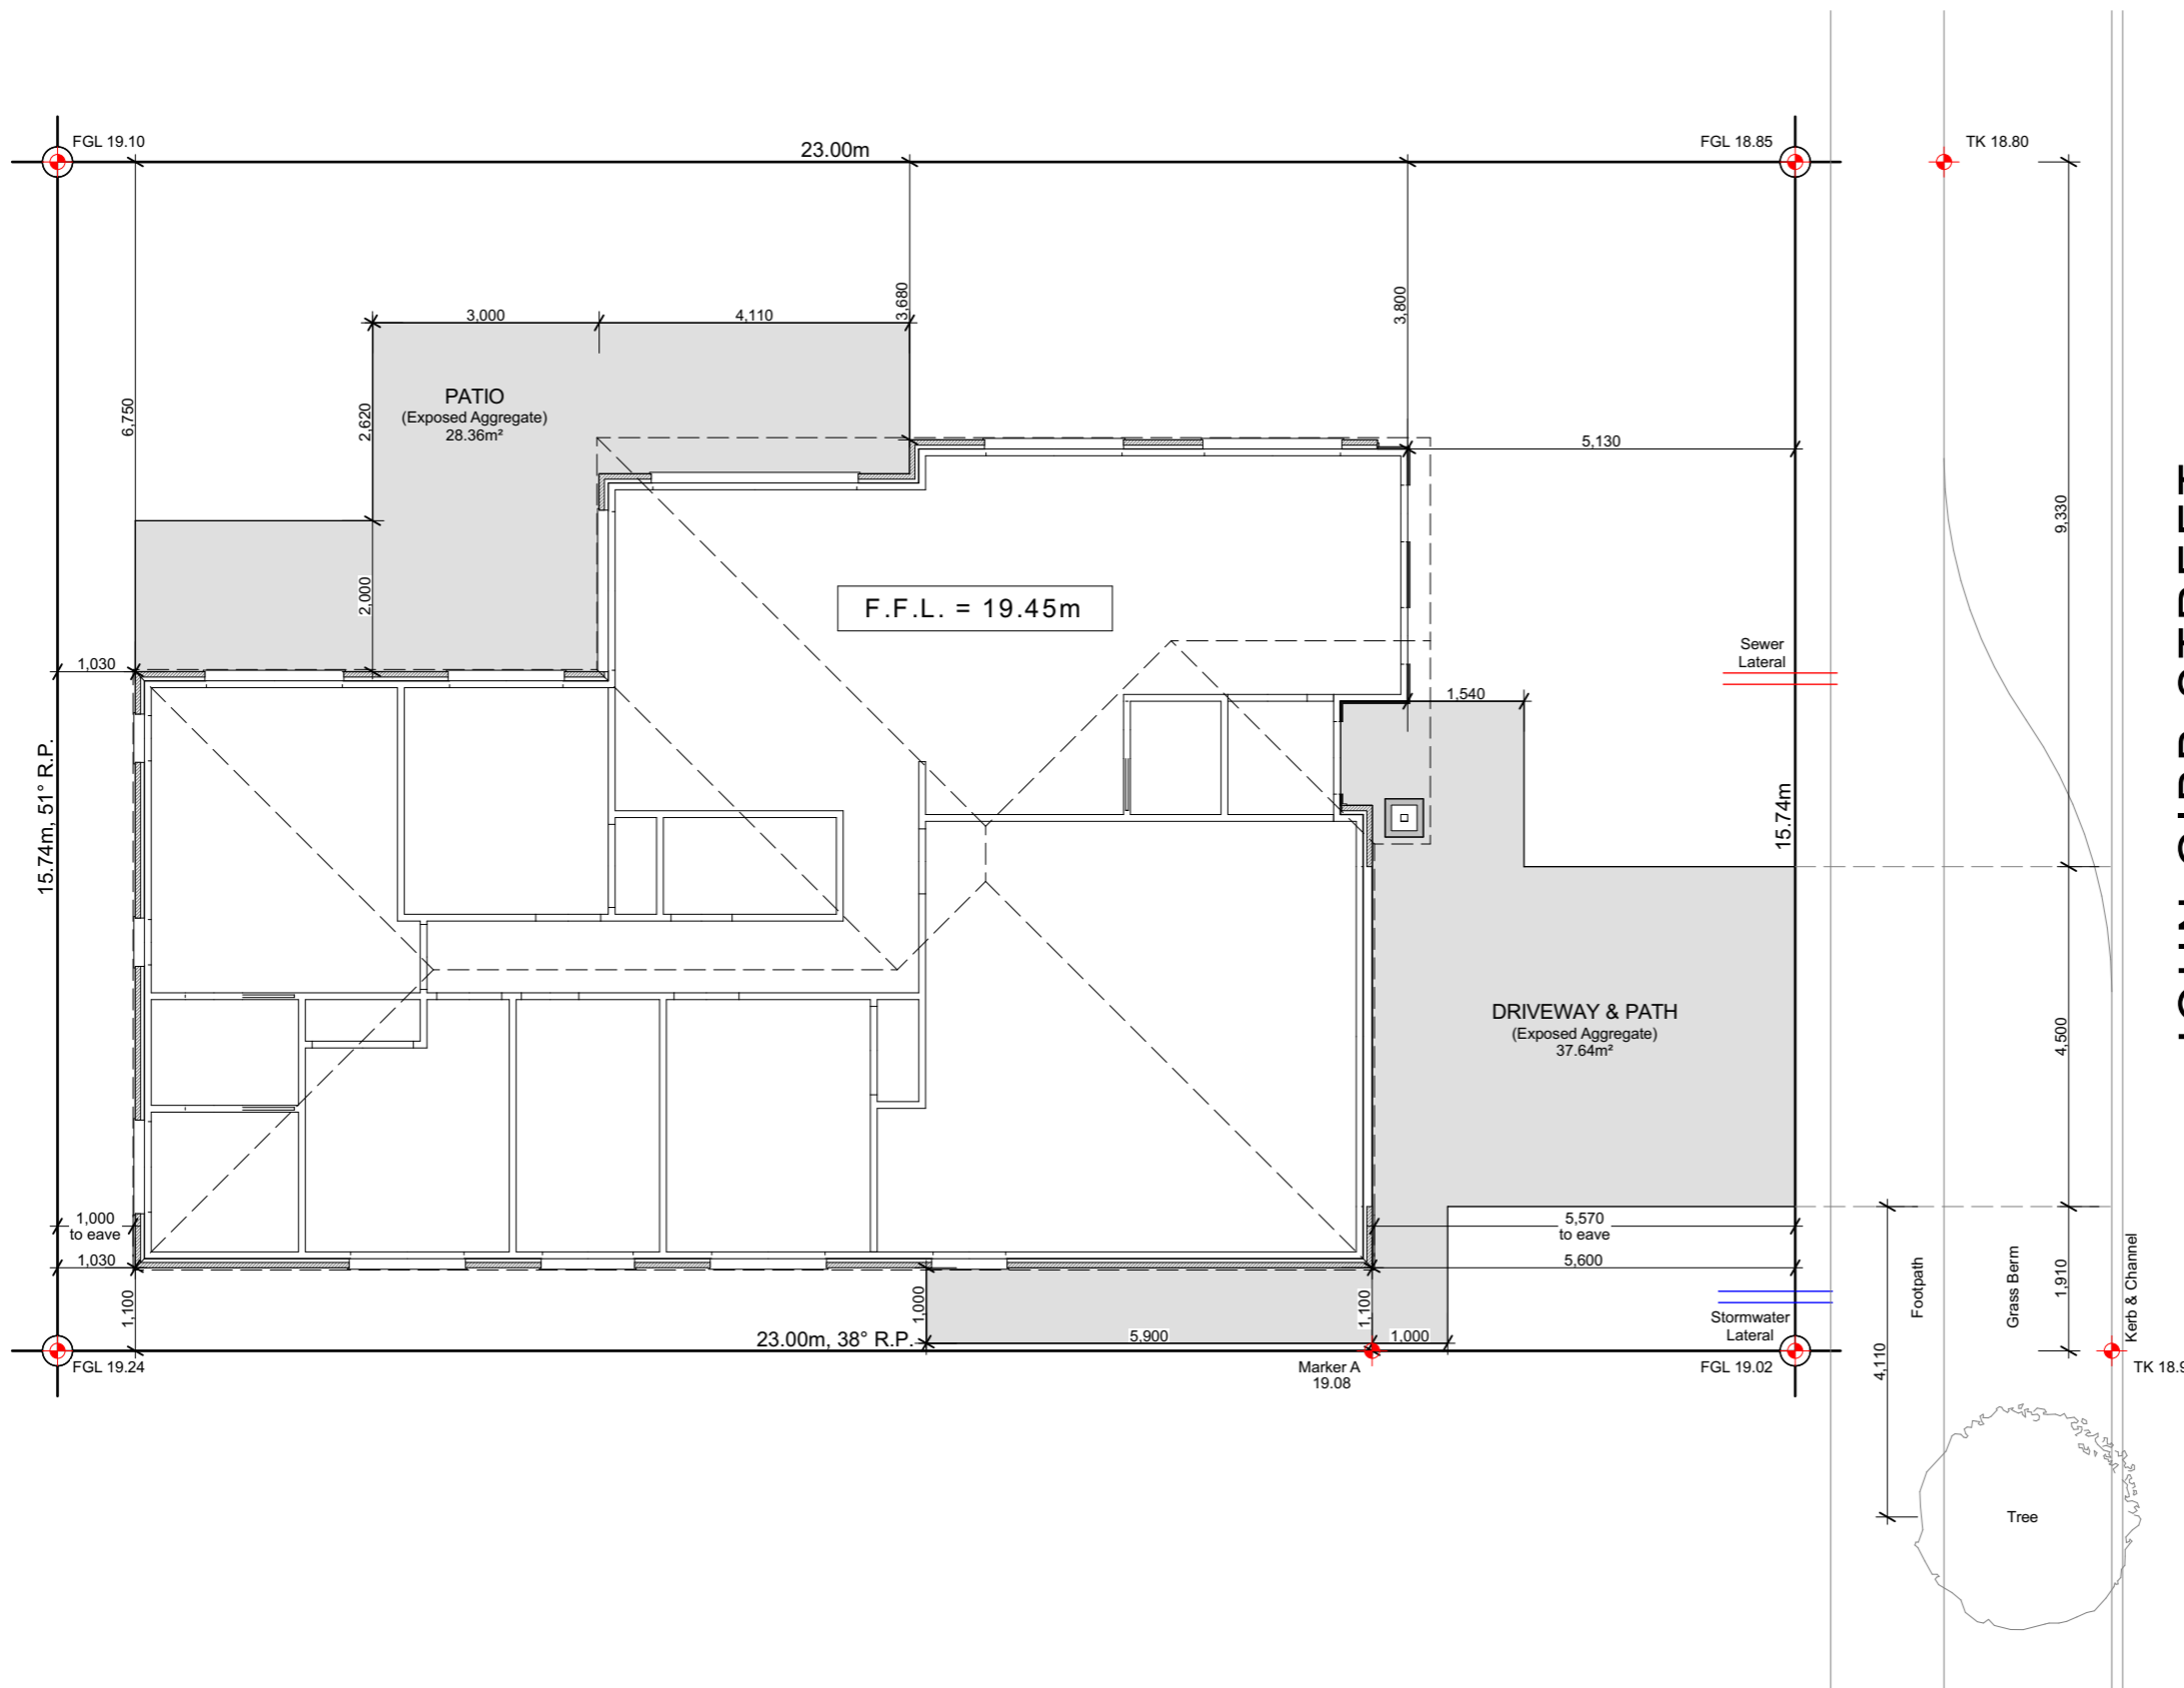 FGL 19.10
23.00m
FGL 18.85
TK 18.80
3,000
4,110
3,680
3,800
6,750
2,620
PATIO
(Exposed Aggregate)
28.36m²
5,130
9,330
2,000
F.F.L. = 19.45m
1,030
Sewer
Lateral
1,540
15.74m, 51° R.P.
15.74m
DRIVEWAY & PATH
(Exposed Aggregate)
37.64m²
4,500
1,000
to eave
5,570
to eave
1,030
5,600
1,100
1,000
1,100
Footpath
Grass Berm
1,910
Kerb & Channel
Stormwater
Lateral
23.00m, 38° R.P.
5,900
1,000
FGL 19.24
Marker A
19.08
FGL 19.02
TK 18.9
4,110
Tree